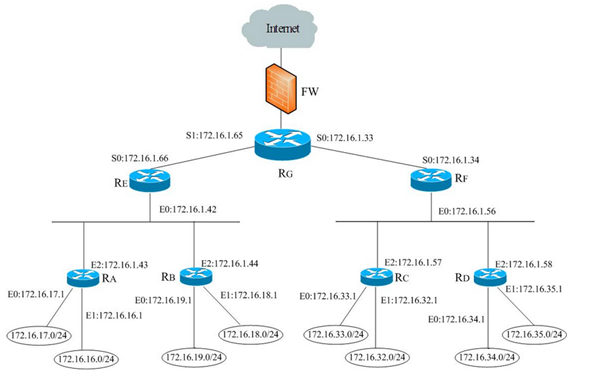 Internet
FW
S1:172.16.1.65
S0:172.16.1.33
RG
S0:172.16.1.66
S0:172.16.1.34
RE
RF
E0:172.16.1.42
E0:172.16.1.56
E2:172.16.1.43
E2:172.16.1.44
E2:172.16.1.57
E2:172.16.1.58
RA
RB
RC
RD
E0:172.16.17.1
E0:172.16.19.1
E1:172.16.18.1
E0:172.16.33.1
E1:172.16.32.1
E1:172.16.35.1
E1:172.16.16.1
E0:172.16.34.1
172.16.17.0/24
172.16.18.0/24
172.16.33.0/24
172.16.35.0/24
172.16.16.0/24
172.16.19.0/24
172.16.32.0/24
172.16.34.0/24